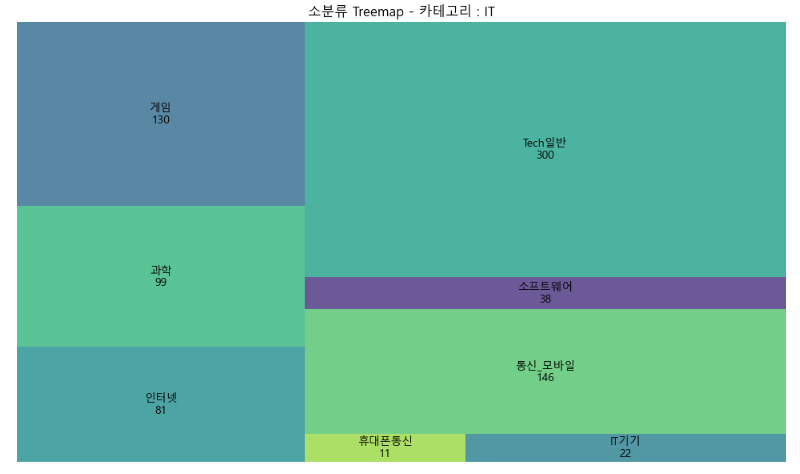 소분류 Treemap - 카테고리 : IT
게임
130
과학
99
인터넷
81
Tech일반
300
소프트웨어
38
통신_모바일
146
휴대폰통신
11
IT기기
22